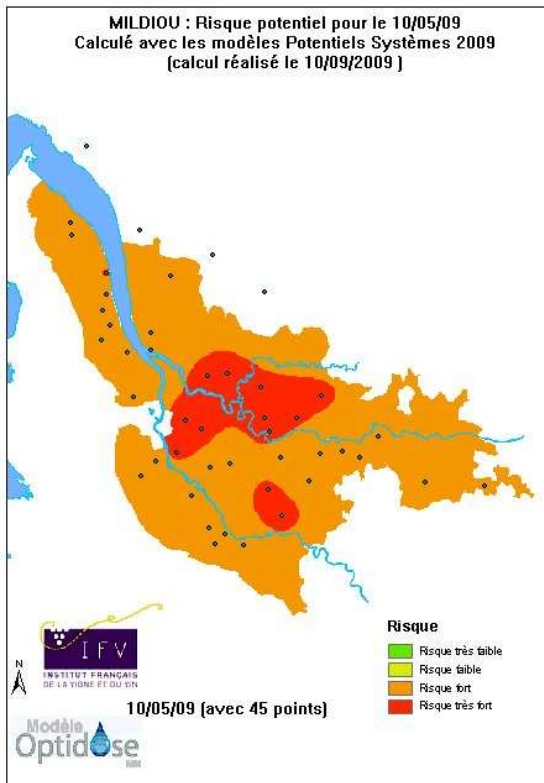 MILDIOU : Risque potentiel pour le 10/05/09
Calculé avec les modèles Potentiels Systèmes 2009
(calcul réalisé le 10/09/2009 )
Risque
Risque très faible
Risque faible
Risque fort
Risque très fort
IFV
INSTITUT FRANÇAIS
DE LA VIGNE ET DU VIN
N
10/05/09 (avec 45 points)
Modèle
Optidose